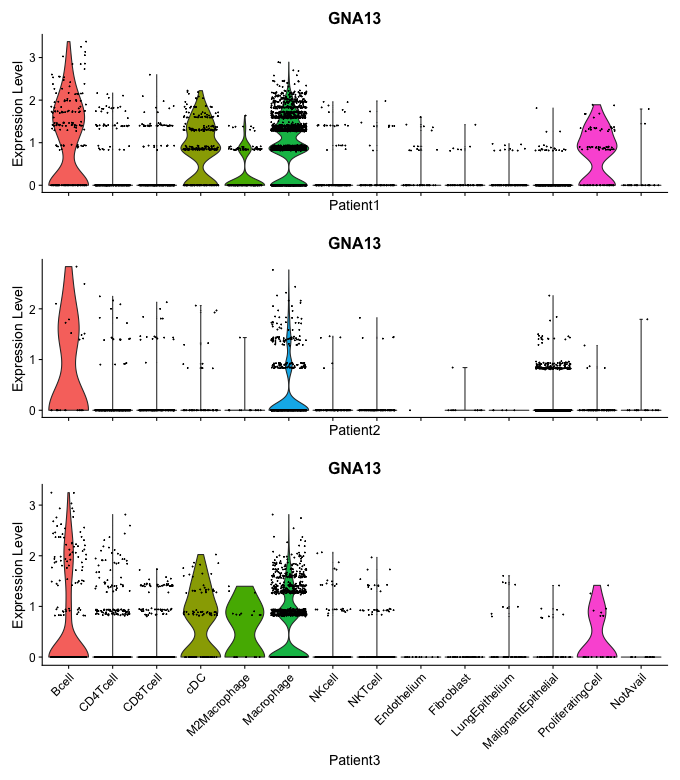 GNA13
Expression Level
3
2
1
0
Patient1
GNA13
Expression Level
2
1
0
Patient2
GNA13
Expression Level
3
2
1
0
Bcell
CD4Tcell
CD8Tcell
cDC
M2Macrophage
Macrophage
NKcell
NKTcell
Endothelium
Fibroblast
LungEpithelium
MalignantEpithelial
ProliferatingCell
NotAvail
Patient3